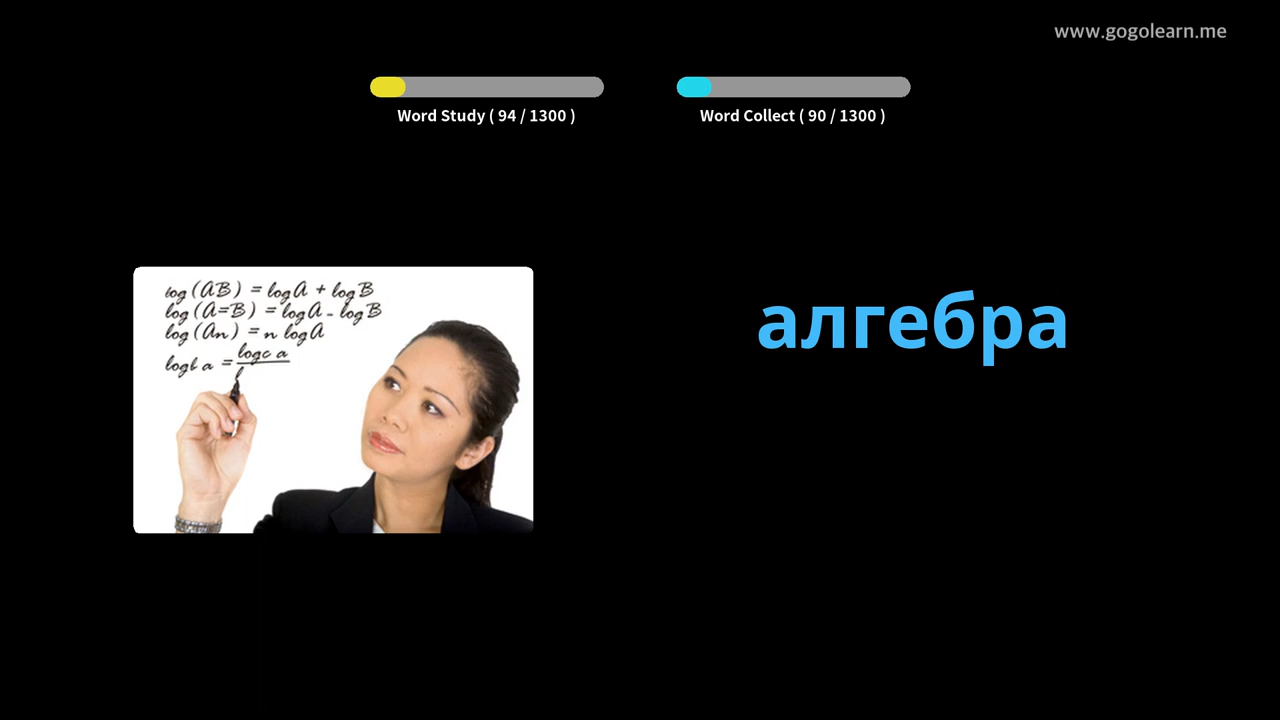 www.gogolearn.me
Word Study ( 94 / 1300 )
Word Collect ( 90 / 1300 )
log (AB) = log A + log B
log (A=B) = log A - log B
log (An) = n log A
logb a = logc a
l
алгебра